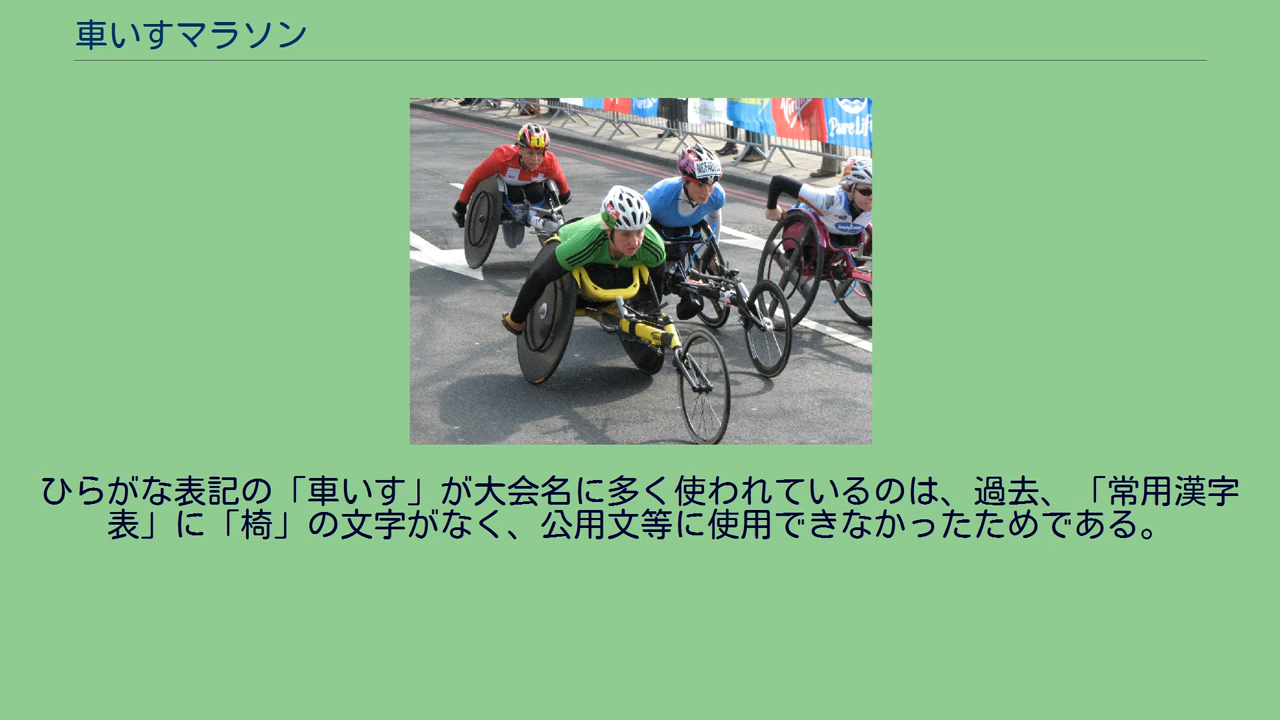 車いすマラソン
Virgin
PureLife
MCFADDEN
ひらがな表記の「車いす」が大会名に多く使われているのは、過去、「常用漢字
表」に「椅」の文字がなく、公用文等に使用できなかったためである。